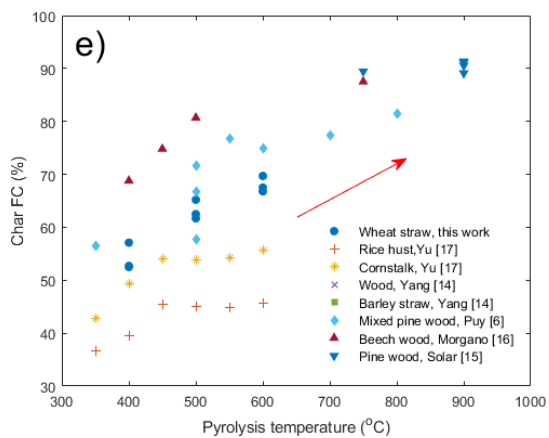 e)
100
90
80
70
60
50
40
30
Char FC (%)
Wheat straw, this work
Rice hust,Yu [17]
Cornstalk, Yu [17]
Wood, Yang [14]
Barley straw, Yang [14]
Mixed pine wood, Puy [6]
Beech wood, Morgano [16]
Pine wood, Solar [15]
300 400 500 600 700 800 900 1000
Pyrolysis temperature (°C)